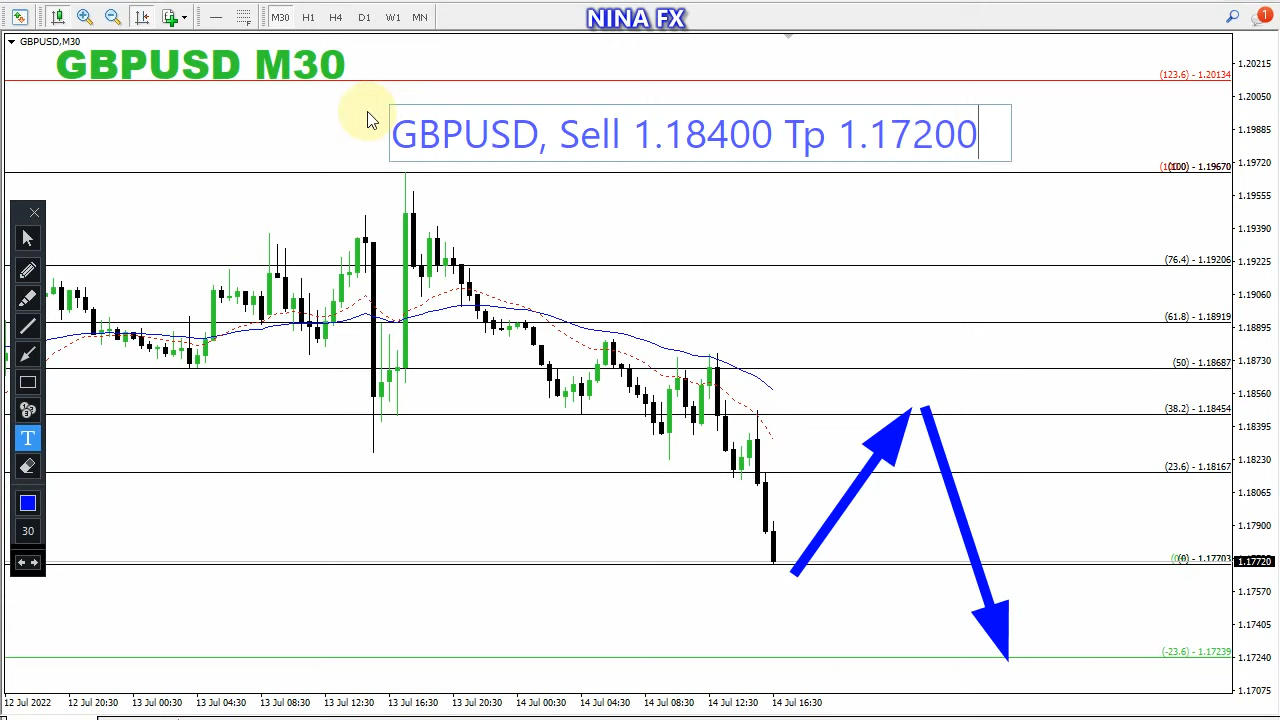 M30 H1 H4 D1 W1 MN
NINA FX
1
GBPUSD,M30
GBPUSD M30
GBPUSD, Sell 1.18400 Tp 1.17200
(123.6) - 1.20134
(100) - 1.19670
(76.4) - 1.19206
(61.8) - 1.18919
(50) - 1.18687
(38.2) - 1.18454
(23.6) - 1.18167
(0) - 1.17703
(-23.6) - 1.17239
1.20215
1.20050
1.19885
1.19720
1.19555
1.19390
1.19225
1.19060
1.18895
1.18730
1.18560
1.18395
1.18230
1.18065
1.17900
1.17720
1.17570
1.17405
1.17240
1.17075
T
30
12 Jul 2022 12 Jul 20:30 13 Jul 00:30 13 Jul 04:30 13 Jul 08:30 13 Jul 12:30 13 Jul 16:30 13 Jul 20:30 14 Jul 00:30 14 Jul 04:30 14 Jul 08:30 14 Jul 12:30 14 Jul 16:30